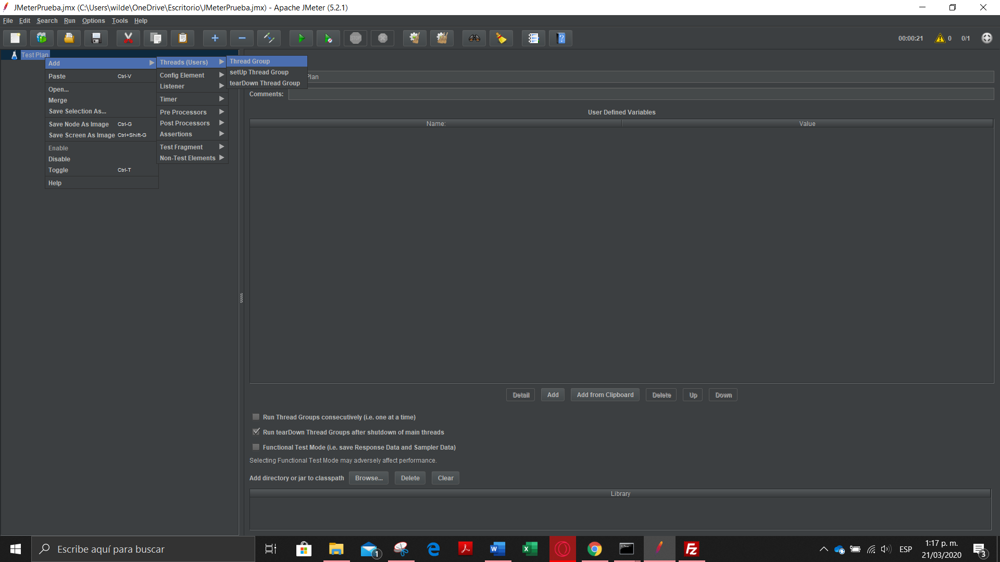 JMeterPrueba.jmx (C:\Users\wilde\OneDrive\Escritorio\JMeterPrueba.jmx) - Apache JMeter (5.2.1)
File Edit Search Run Options Tools Help
STOP
00:00:21 0 0/1
Test Plan
Add
Paste Ctrl-V
Open...
Merge
Save Selection As...
Save Node As Image Ctrl-G
Save Screen As Image Ctrl+Shift-G
Enable
Disable
Toggle Ctrl-T
Help
Threads (Users)
Config Element
Listener
Timer
Pre Processors
Post Processors
Assertions
Test Fragment
Non-Test Elements
Thread Group
setUp Thread Group
tearDown Thread Group
Plan
Comments:
User Defined Variables
Name: Value
Detail Add Add from Clipboard Delete Up Down
Run Thread Groups consecutively (i.e. one at a time)
Run tearDown Thread Groups after shutdown of main threads
Functional Test Mode (i.e. save Response Data and Sampler Data)
Selecting Functional Test Mode may adversely affect performance.
Add directory or jar to classpath Browse... Delete Clear
Library
Escribe aquí para buscar
1
ESP
1:17 p. m.
21/03/2020
3